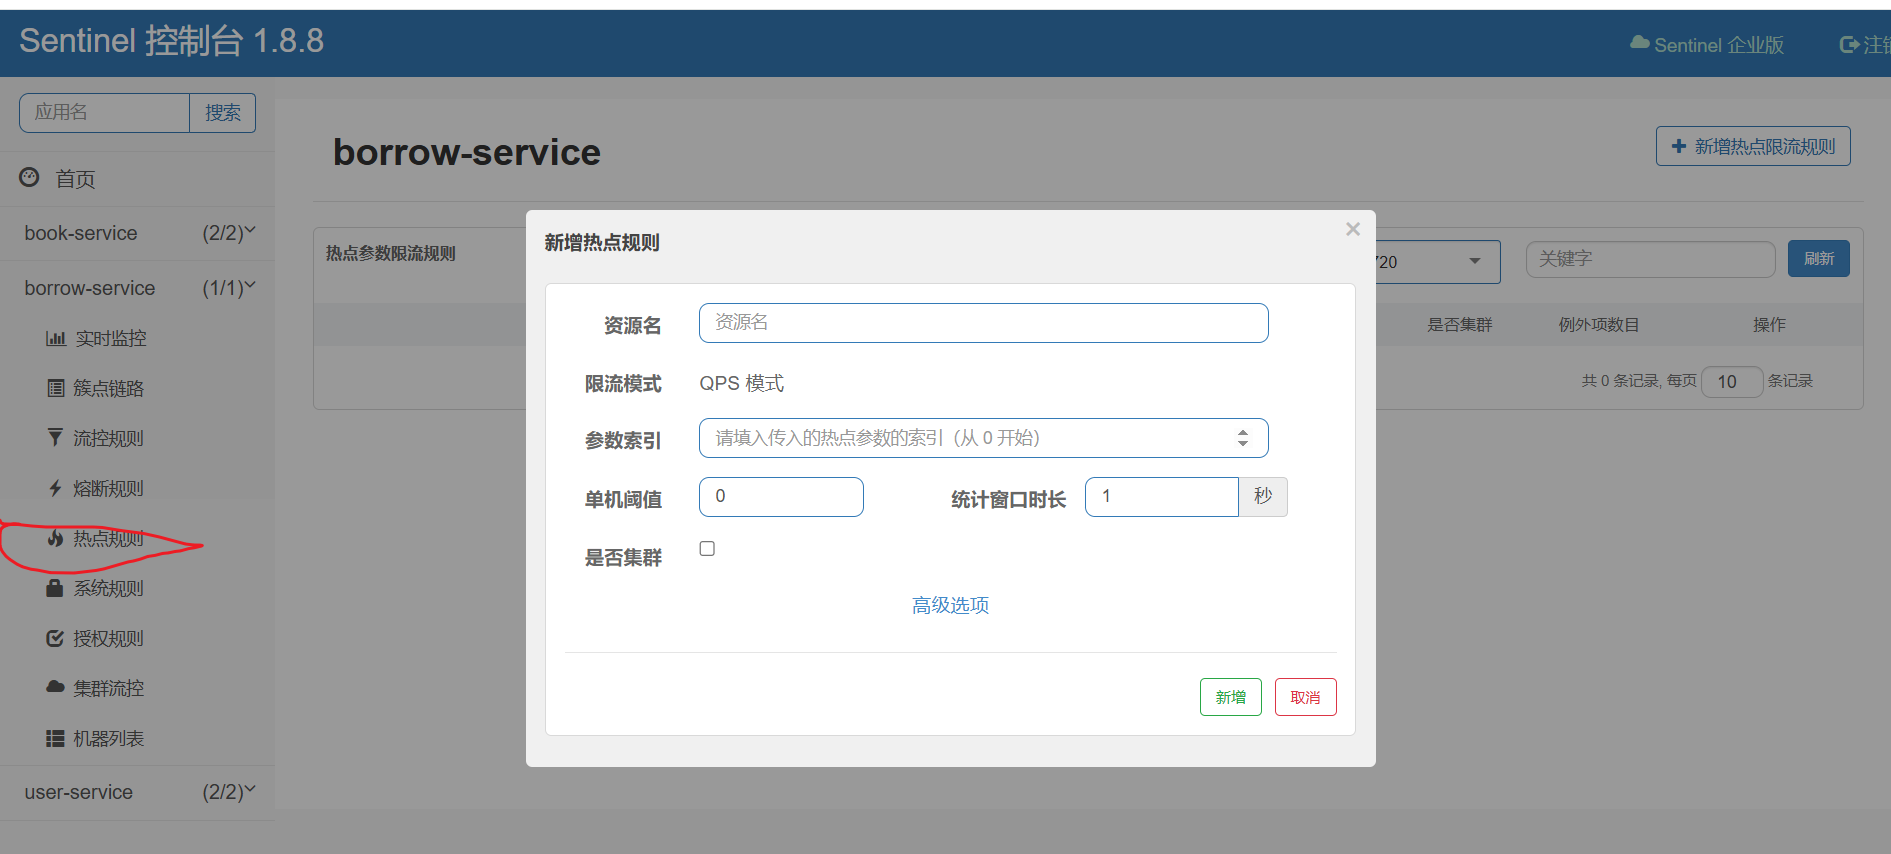 Sentinel 控制台 1.8.8
Sentinel 企业版
应用名
搜索
首页
book-service (2/2)
borrow-service (1/1)
实时监控
簇点链路
流控规则
熔断规则
热点规则
系统规则
授权规则
集群流控
机器列表
user-service (2/2)
borrow-service
新增热点限流规则
热点参数限流规则
720
关键字
刷新
是否集群 例外项数目 操作
共 0 条记录, 每页 10 条记录
新增热点规则
×
资源名 资源名
限流模式 QPS 模式
参数索引 请填入传入的热点参数的索引（从 0 开始）
单机阈值 0 统计窗口时长 1 秒
是否集群
高级选项
新增 取消